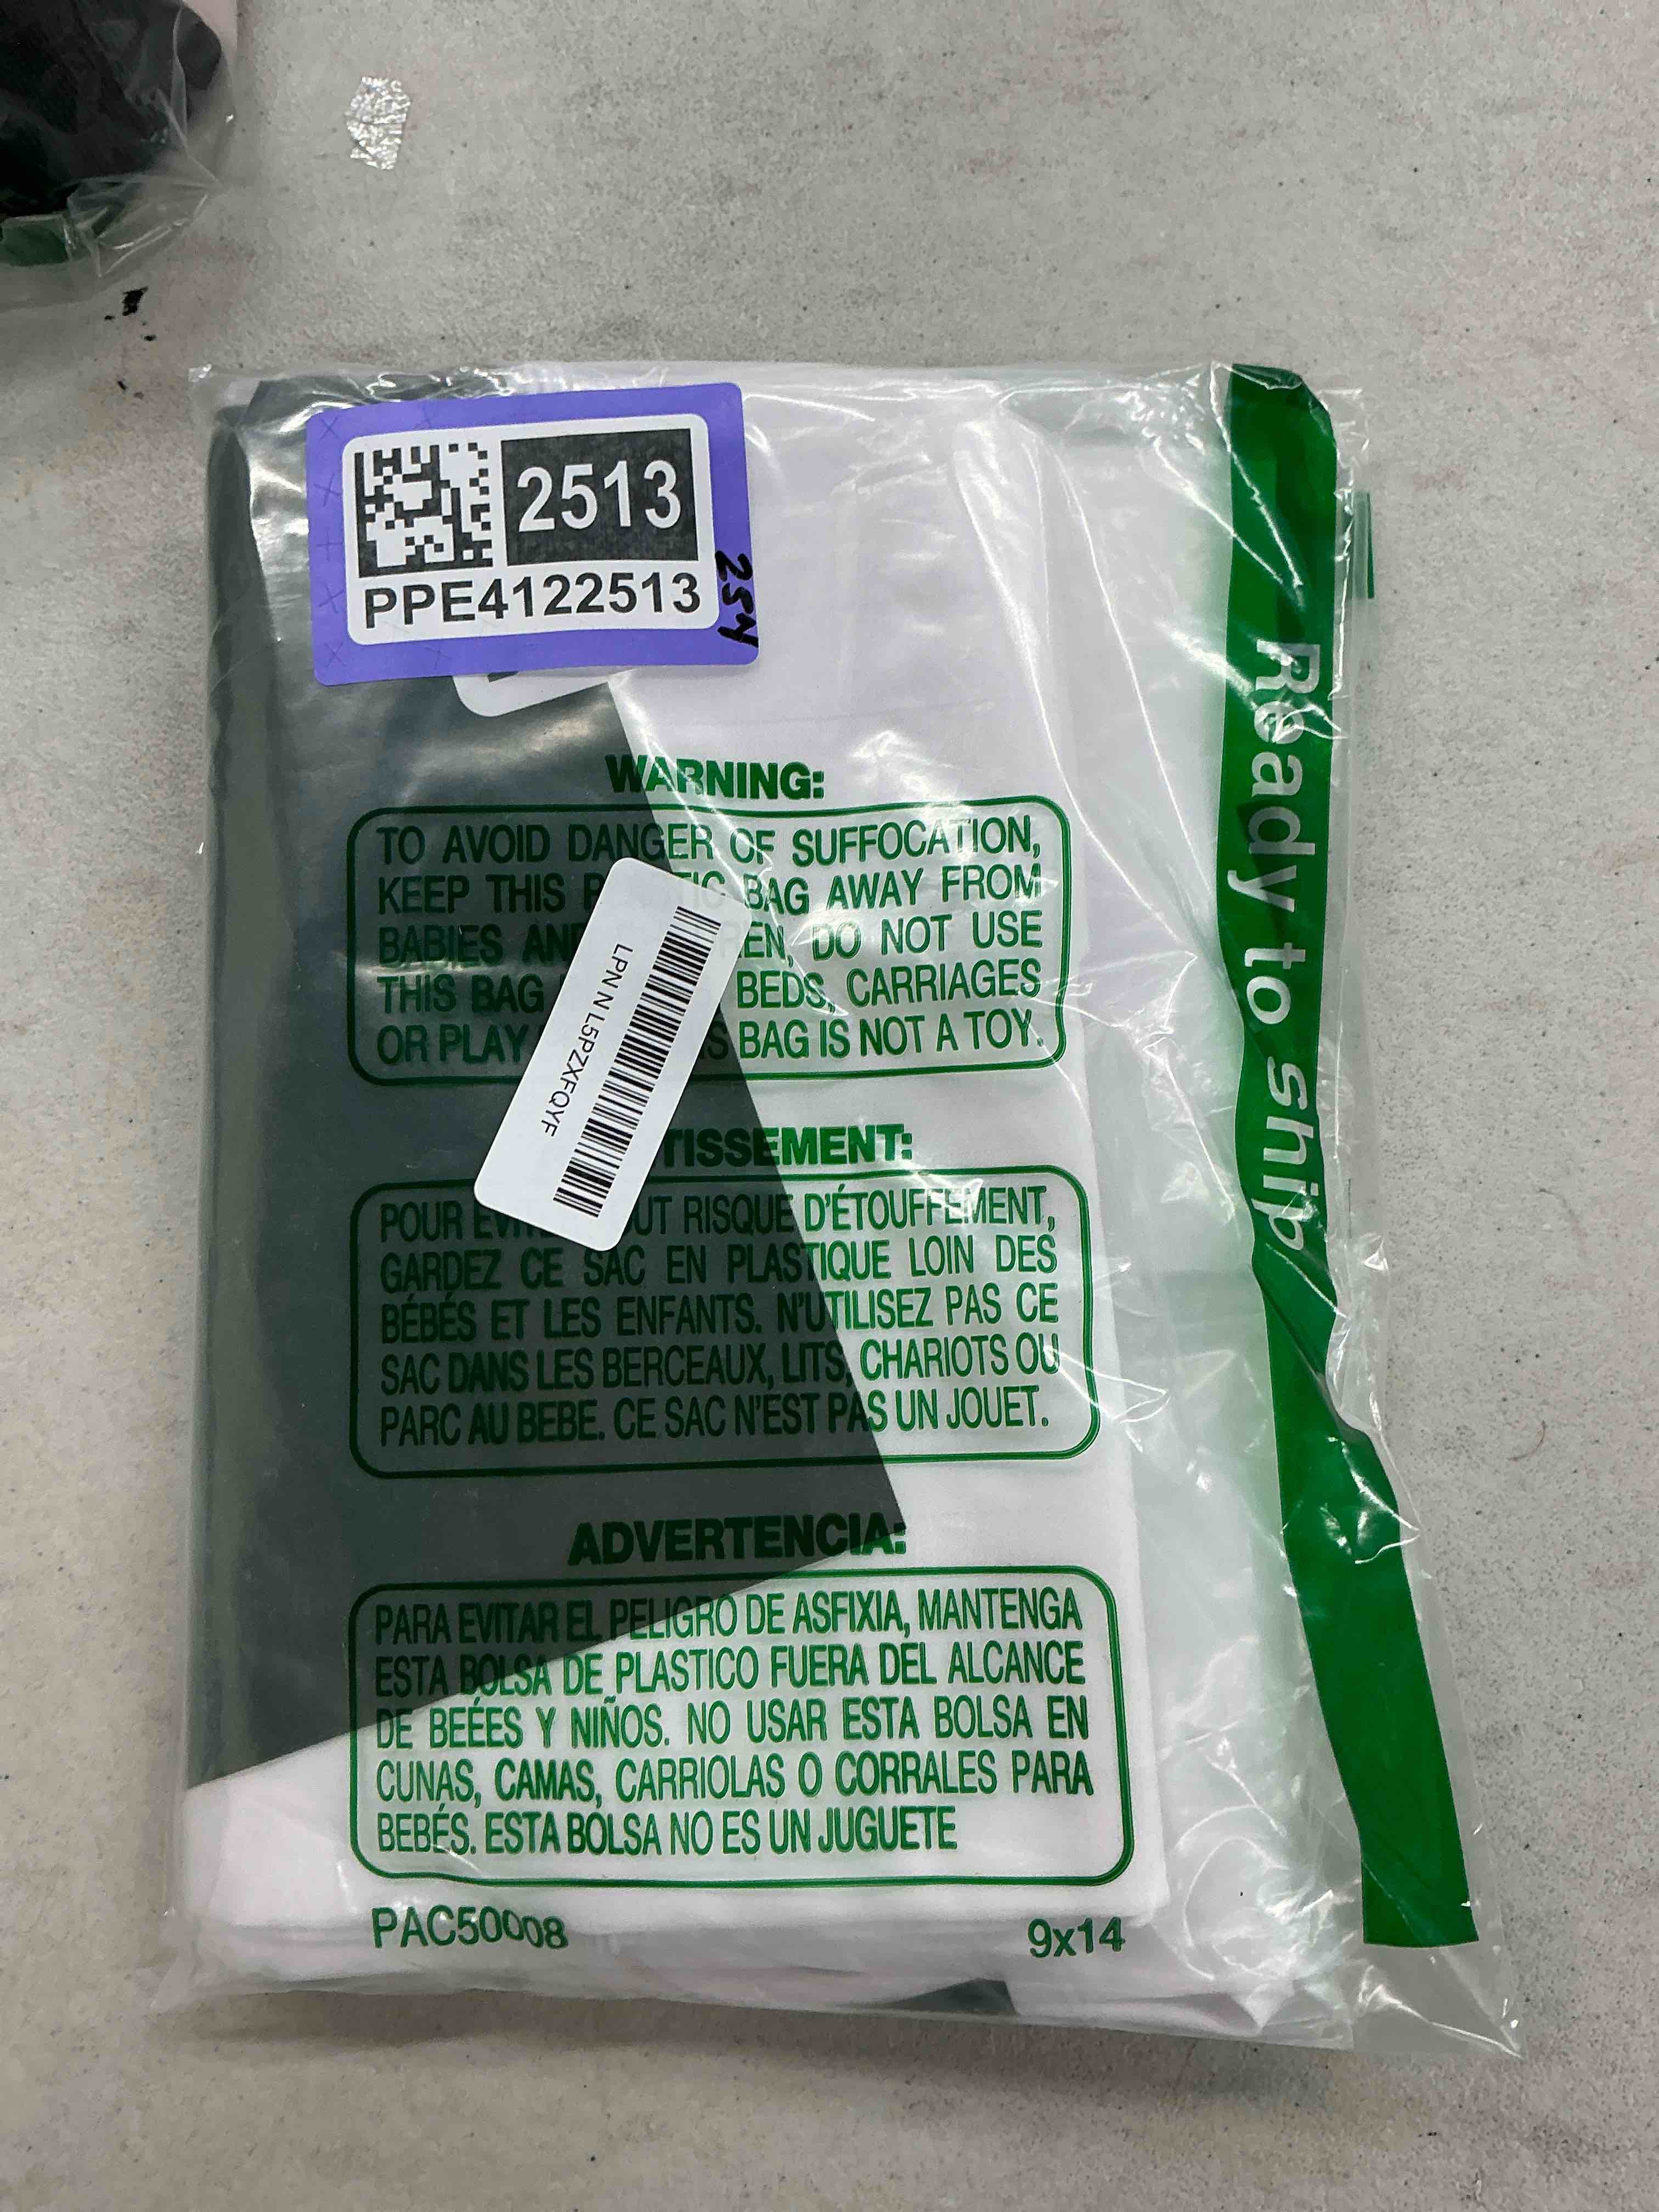 2513
PPE4122513
254
Ready to ship
WARNING:
TO AVOID DANGER OF SUFFOCATION,
KEEP THIS BAG AWAY FROM
BABIES DO NOT USE
THIS BAG BEDS, CARRIAGES
OR PLAY BAG IS NOT A TOY.
LPN N L5PZXFQYF
TISSEMENT:
POUR RISQUE D'ÉTOUFFEMENT,
GARDEZ CE SAC EN PLASTIQUE LOIN DES
BÉBÉS ET LES ENFANTS. N'UTILISEZ PAS CE
SAC DANS LES BERCEAUX, LITS, CHARIOTS OU
PARC AU BEBE. CE SAC N'EST PAS UN JOUET.
ADVERTENCIA:
PARA EVITAR EL PELIGRO DE ASFIXIA, MANTENGA
ESTA BOLSA DE PLASTICO FUERA DEL ALCANCE
DE BEÉES Y NIÑOS. NO USAR ESTA BOLSA EN
CUNAS, CAMAS, CARRIOLAS O CORRALES PARA
BEBÉS. ESTA BOLSA NO ES UN JUGUETE
PAC50008
9x14